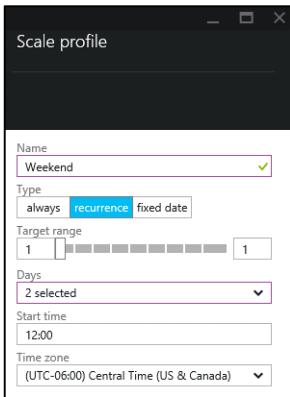 Scale profile
Name
Weekend
Type
always recurrence fixed date
Target range
1 1
Days
2 selected
Start time
12:00
Time zone
(UTC-06:00) Central Time (US & Canada)